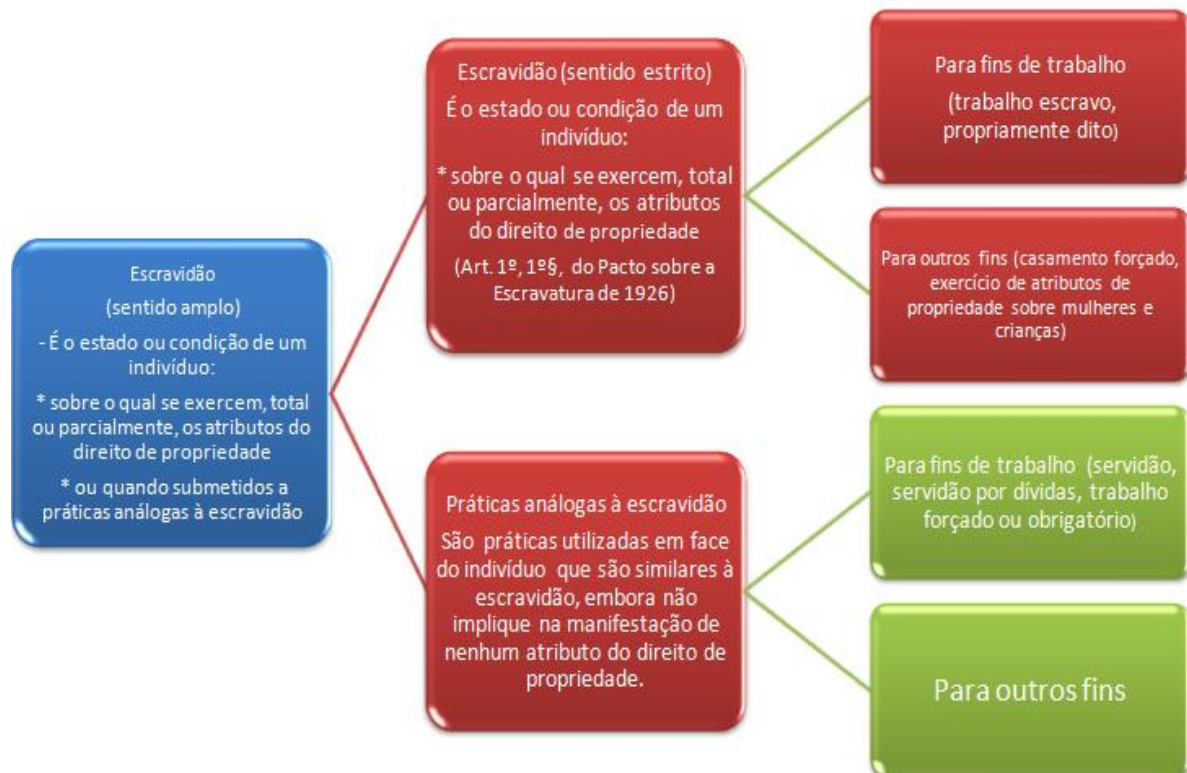 Escravidão
(sentido amplo)
- É o estado ou condição de um
indivíduo:
* sobre o qual se exercem, total
ou parcialmente, os atributos do
direito de propriedade
* ou quando submetidos a
práticas análogas à escravidão
Escravidão (sentido estrito)
É o estado ou condição de um
indivíduo:
* sobre o qual se exercem, total
ou parcialmente, os atributos
do direito de propriedade
(Art. 1º, 1º§, do Pacto sobre a
Escravatura de 1926)
Para fins de trabalho
(trabalho escravo,
propriamente dito)
Para outros fins (casamento forçado,
exercício de atributos de
propriedade sobre mulheres e
crianças)
Práticas análogas à escravidão
São práticas utilizadas em face
do indivíduo que são similares à
escravidão, embora não
implique na manifestação de
nenhum atributo do direito de
propriedade.
Para fins de trabalho (servidão,
servidão por dívidas, trabalho
forçado ou obrigatório)
Para outros fins